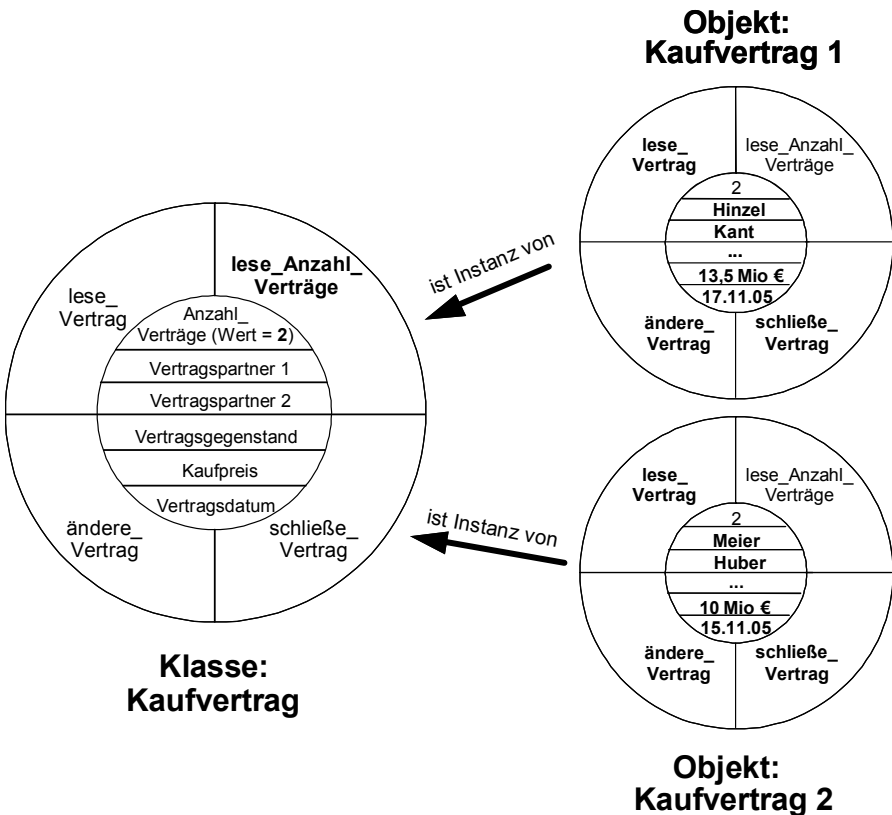 Objekt:
Kaufvertrag 1
lese_
Vertrag
lese_Anzahl_
Verträge
2
Hinzel
Kant
...
13,5 Mio €
17.11.05
ändere_
Vertrag
schließe_
Vertrag
ist Instanz von
lese_
Vertrag
lese_Anzahl_
Verträge
Anzahl_
Verträge (Wert = 2)
Vertragspartner 1
Vertragspartner 2
Vertragsgegenstand
Kaufpreis
Vertragsdatum
ändere_
Vertrag
schließe_
Vertrag
Klasse:
Kaufvertrag
ist Instanz von
lese_
Vertrag
lese_Anzahl_
Verträge
2
Meier
Huber
...
10 Mio €
15.11.05
ändere_
Vertrag
schließe_
Vertrag
Objekt:
Kaufvertrag 2